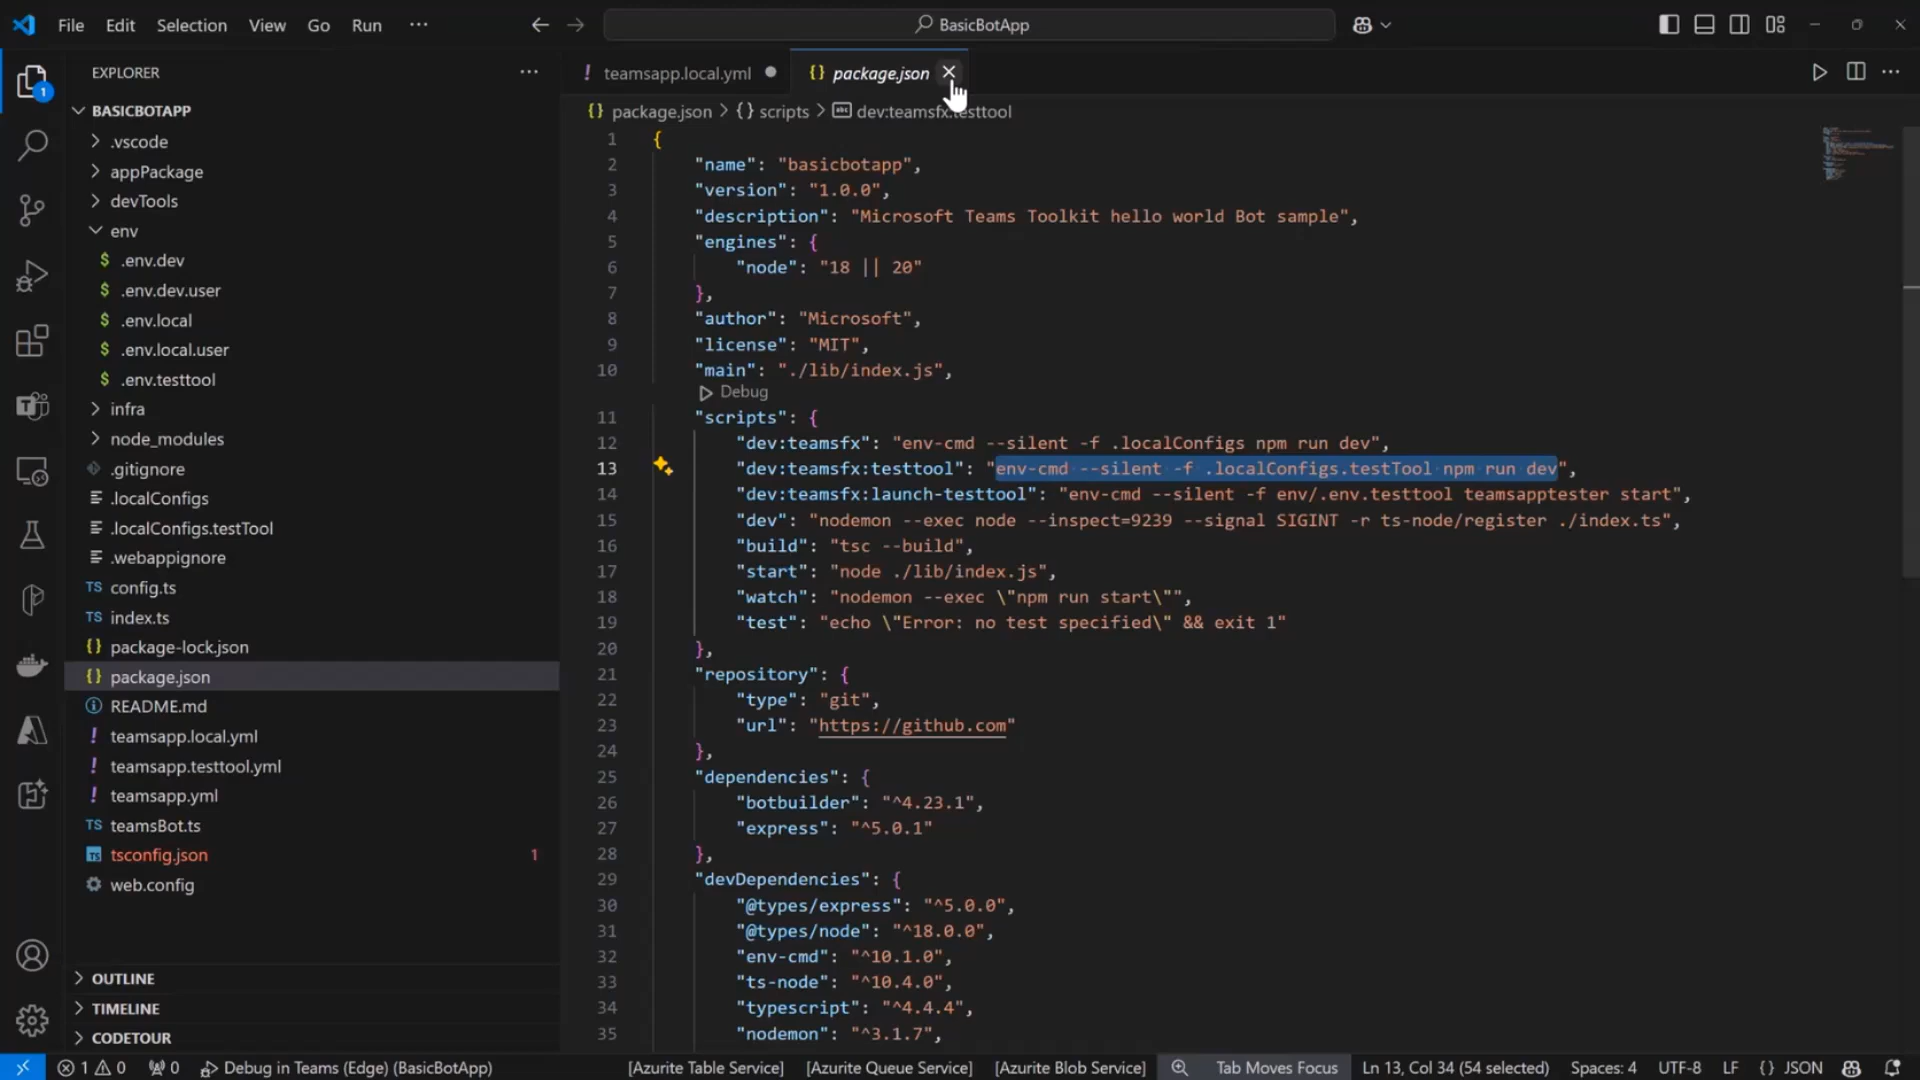 File Edit Selection View Go Run ··· BasicBotApp
EXPLORER ···
BASICBOTAPP
.vscode
appPackage
devTools
env
$ .env.dev
$ .env.dev.user
$ .env.local
$ .env.local.user
$ .env.testtool
infra
node_modules
.gitignore
.localConfigs
.localConfigs.testTool
.webappignore
TS config.ts
TS index.ts
{} package-lock.json
{} package.json
README.md
! teamsapp.local.yml
! teamsapp.testtool.yml
! teamsapp.yml
TS teamsBot.ts
TS tsconfig.json 1
web.config
OUTLINE
TIMELINE
CODETOUR
1
! teamsapp.local.yml ● {} package.json ×
{} package.json > {} scripts > abc dev:teamsfx:testtool
1 {
2 "name": "basicbotapp",
3 "version": "1.0.0",
4 "description": "Microsoft Teams Toolkit hello world Bot sample",
5 "engines": {
6 "node": "18 || 20"
7 },
8 "author": "Microsoft",
9 "license": "MIT",
10 "main": "./lib/index.js",
Debug
11 "scripts": {
12 "dev:teamsfx": "env-cmd --silent -f .localConfigs npm run dev",
13 "dev:teamsfx:testtool": "env-cmd --silent -f .localConfigs.testTool npm run dev",
14 "dev:teamsfx:launch-testtool": "env-cmd --silent -f env/.env.testtool teamsapptester start",
15 "dev": "nodemon --exec node --inspect=9239 --signal SIGINT -r ts-node/register ./index.ts",
16 "build": "tsc --build",
17 "start": "node ./lib/index.js",
18 "watch": "nodemon --exec \"npm run start\"",
19 "test": "echo \"Error: no test specified\" && exit 1"
20 },
21 "repository": {
22 "type": "git",
23 "url": "https://github.com"
24 },
25 "dependencies": {
26 "botbuilder": "^4.23.1",
27 "express": "^5.0.1"
28 },
29 "devDependencies": {
30 "@types/express": "^5.0.0",
31 "@types/node": "^18.0.0",
32 "env-cmd": "^10.1.0",
33 "ts-node": "^10.4.0",
34 "typescript": "^4.4.4",
35 "nodemon": "^3.1.7",
1 0 0 Debug in Teams (Edge) (BasicBotApp) [Azurite Table Service] [Azurite Queue Service] [Azurite Blob Service] Tab Moves Focus Ln 13, Col 34 (54 selected) Spaces: 4 UTF-8 LF {} JSON